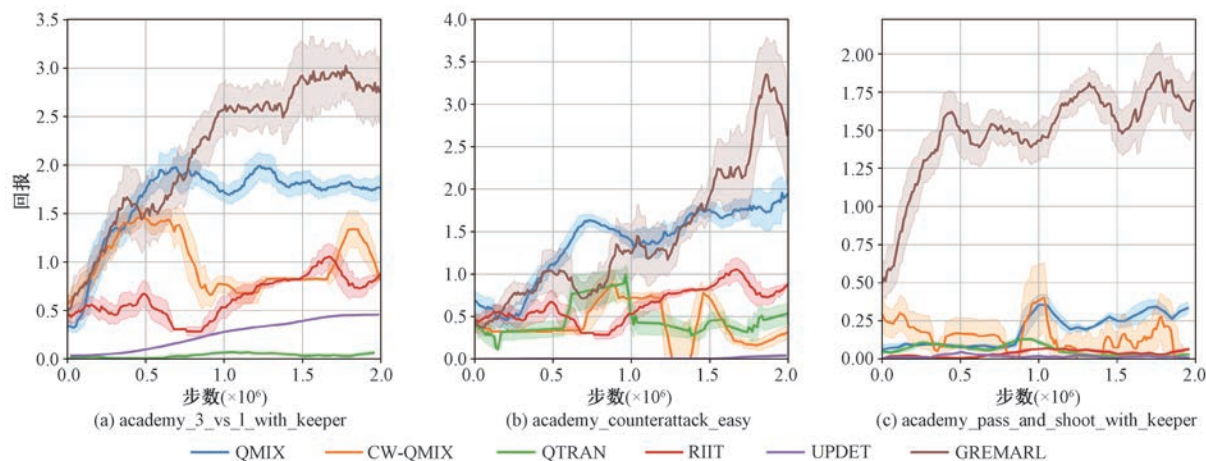 3.5
3.0
2.5
2.0
1.5
1.0
0.5
0.0
回报
0.0 0.5 1.0 1.5 2.0
步数(×10⁶)
(a) academy_3_vs_l_with_keeper
4.0
3.5
3.0
2.5
2.0
1.5
1.0
0.5
0.0
0.0 0.5 1.0 1.5 2.0
步数(×10⁶)
(b) academy_counterattack_easy
2.00
1.75
1.50
1.25
1.00
0.75
0.50
0.25
0.00
0.0 0.5 1.0 1.5 2.0
步数(×10⁶)
(c) academy_pass_and_shoot_with_keeper
QMIX CW-QMIX QTRAN RIIT UPDET GREMARL